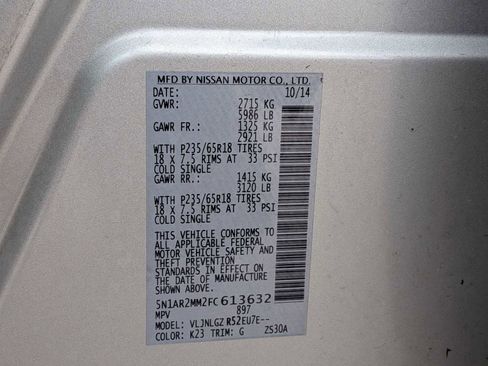 MFD BY NISSAN MOTOR CO., LTD.
DATE: 10/14
GVWR: 2715 KG
5986 LB
GAWR FR.: 1325 KG
2921 LB
WITH P235/65R18 TIRES
18 X 7.5 RIMS AT 33 PSI
COLD SINGLE
GAWR RR.: 1415 KG
3120 LB
WITH P235/65R18 TIRES
18 X 7.5 RIMS AT 33 PSI
COLD SINGLE
THIS VEHICLE CONFORMS TO
ALL APPLICABLE FEDERAL
MOTOR VEHICLE SAFETY AND
THEFT PREVENTION
STANDARDS IN EFFECT ON
THE DATE OF MANUFACTURE
SHOWN ABOVE.
5N1AR2MM2FC613632
MPV 897
MODEL: VLJNLGZ R52EU7E--
COLOR: K23 TRIM: G ZS30A